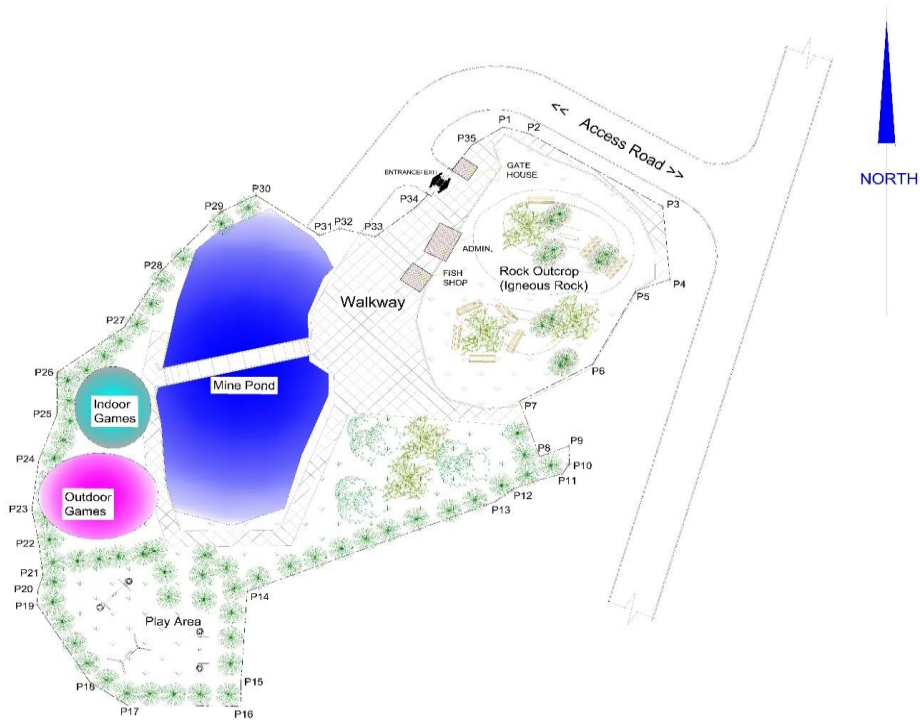 P1
P2
<< Access Road >>
P35
GATE
HOUSE
ENTRANCE/ EXIT
NORTH
P30
P29
P34
P3
P31
P32
P33
ADMIN.
P28
FISH
SHOP
Rock Outcrop
(Igneous Rock)
P4
P5
Walkway
P27
P26
Mine Pond
P6
Indoor
Games
P25
P7
P24
P8
P9
P10
P11
P12
P13
Outdoor
Games
P23
P22
P21
P20
P19
P14
Play Area
P18
P15
P17
P16